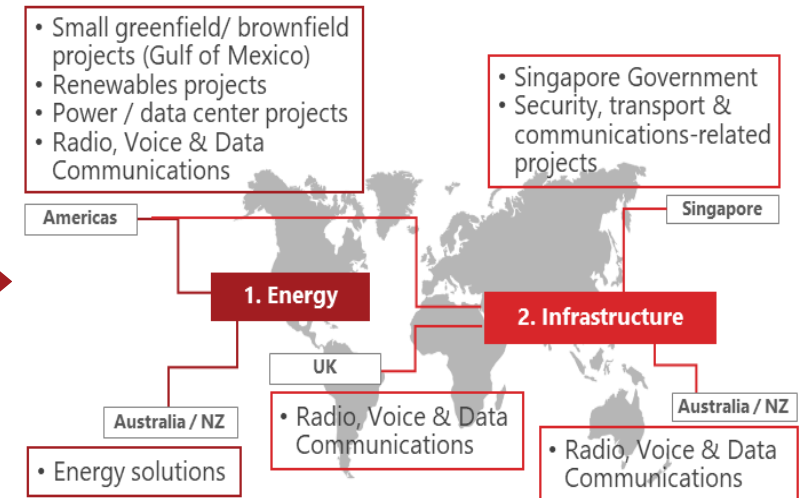 • Small greenfield/ brownfield
projects (Gulf of Mexico)
• Renewables projects
• Power / data center projects
• Radio, Voice & Data
Communications
• Singapore Government
• Security, transport &
communications-related
projects
Americas
Singapore
1. Energy
2. Infrastructure
UK
• Radio, Voice & Data
Communications
Australia / NZ
• Energy solutions
Australia / NZ
• Radio, Voice & Data
Communications